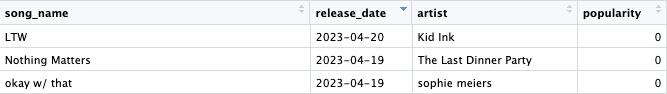 song_name release_date artist popularity
LTW 2023-04-20 Kid Ink 0
Nothing Matters 2023-04-19 The Last Dinner Party 0
okay w/ that 2023-04-19 sophie meiers 0